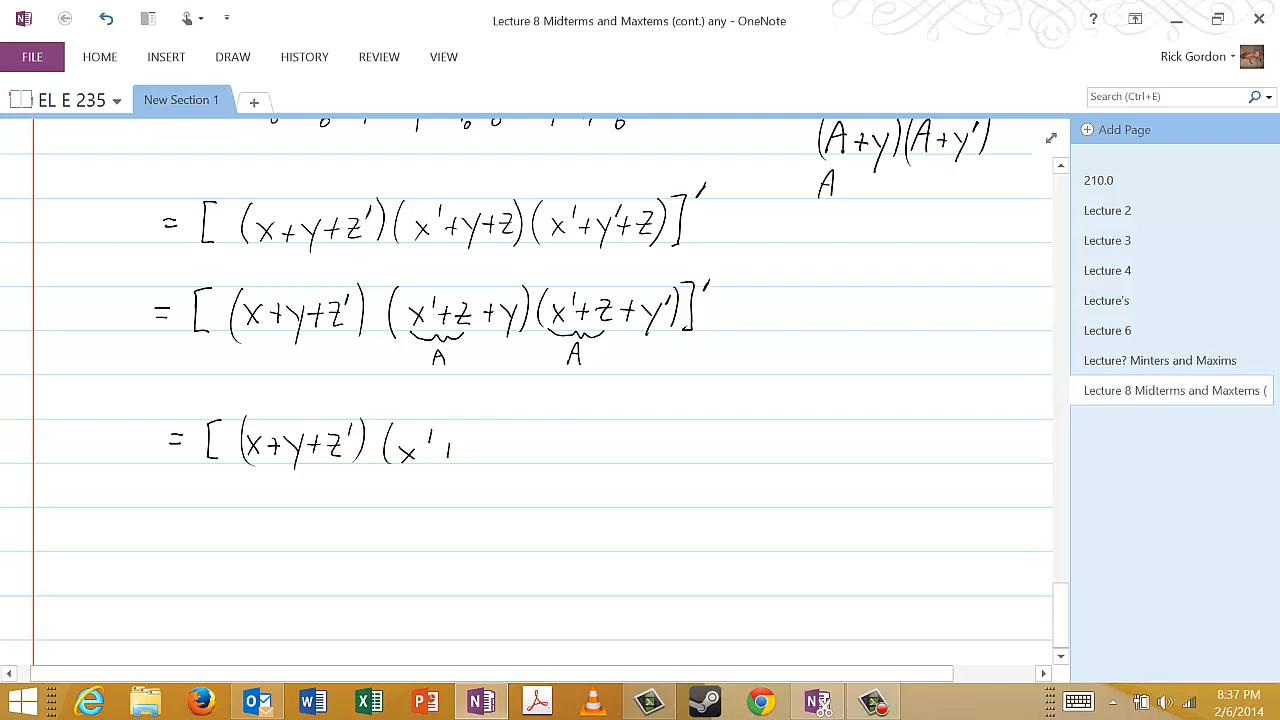 Lecture 8 Midterms and Maxtems (cont.) any - OneNote
FILE HOME INSERT DRAW HISTORY REVIEW VIEW Rick Gordon
EL E 235 New Section 1 + Search (Ctrl+E)
(A+y)(A+y')
A
= [ (x+y+z')(x'+y+z)(x'+y'+z)]'
= [ (x+y+z') (x'+z+y)(x'+z+y')]'
A A
= [ (x+y+z') (x'
Add Page
210.0
Lecture 2
Lecture 3
Lecture 4
Lecture's
Lecture 6
Lecture? Minters and Maxims
Lecture 8 Midterms and Maxtems (
8:37 PM
2/6/2014